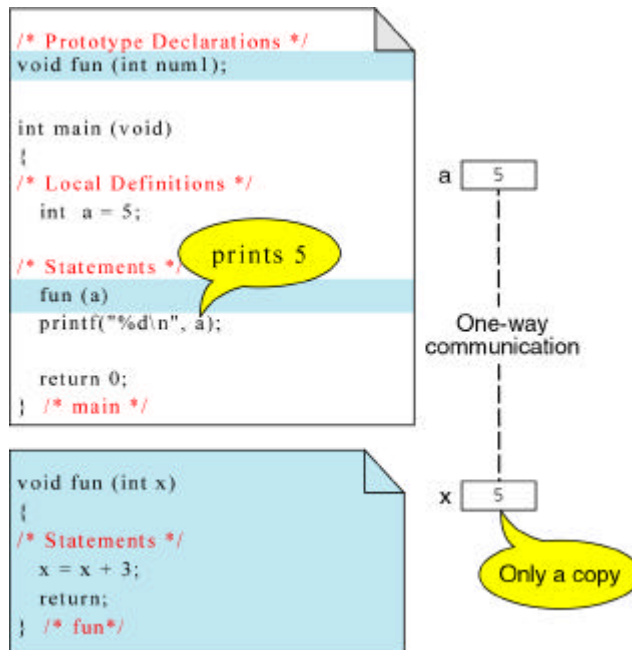 /* Prototype Declarations */
void fun (int num1);
int main (void)
{
/* Local Definitions */
int a = 5;
prints 5
/* Statements */
fun (a)
printf("%d\n", a);
return 0;
} /* main */
void fun (int x)
{
/* Statements */
x = x + 3;
return;
} /* fun*/
a 5
One-way
communication
x 5
Only a copy